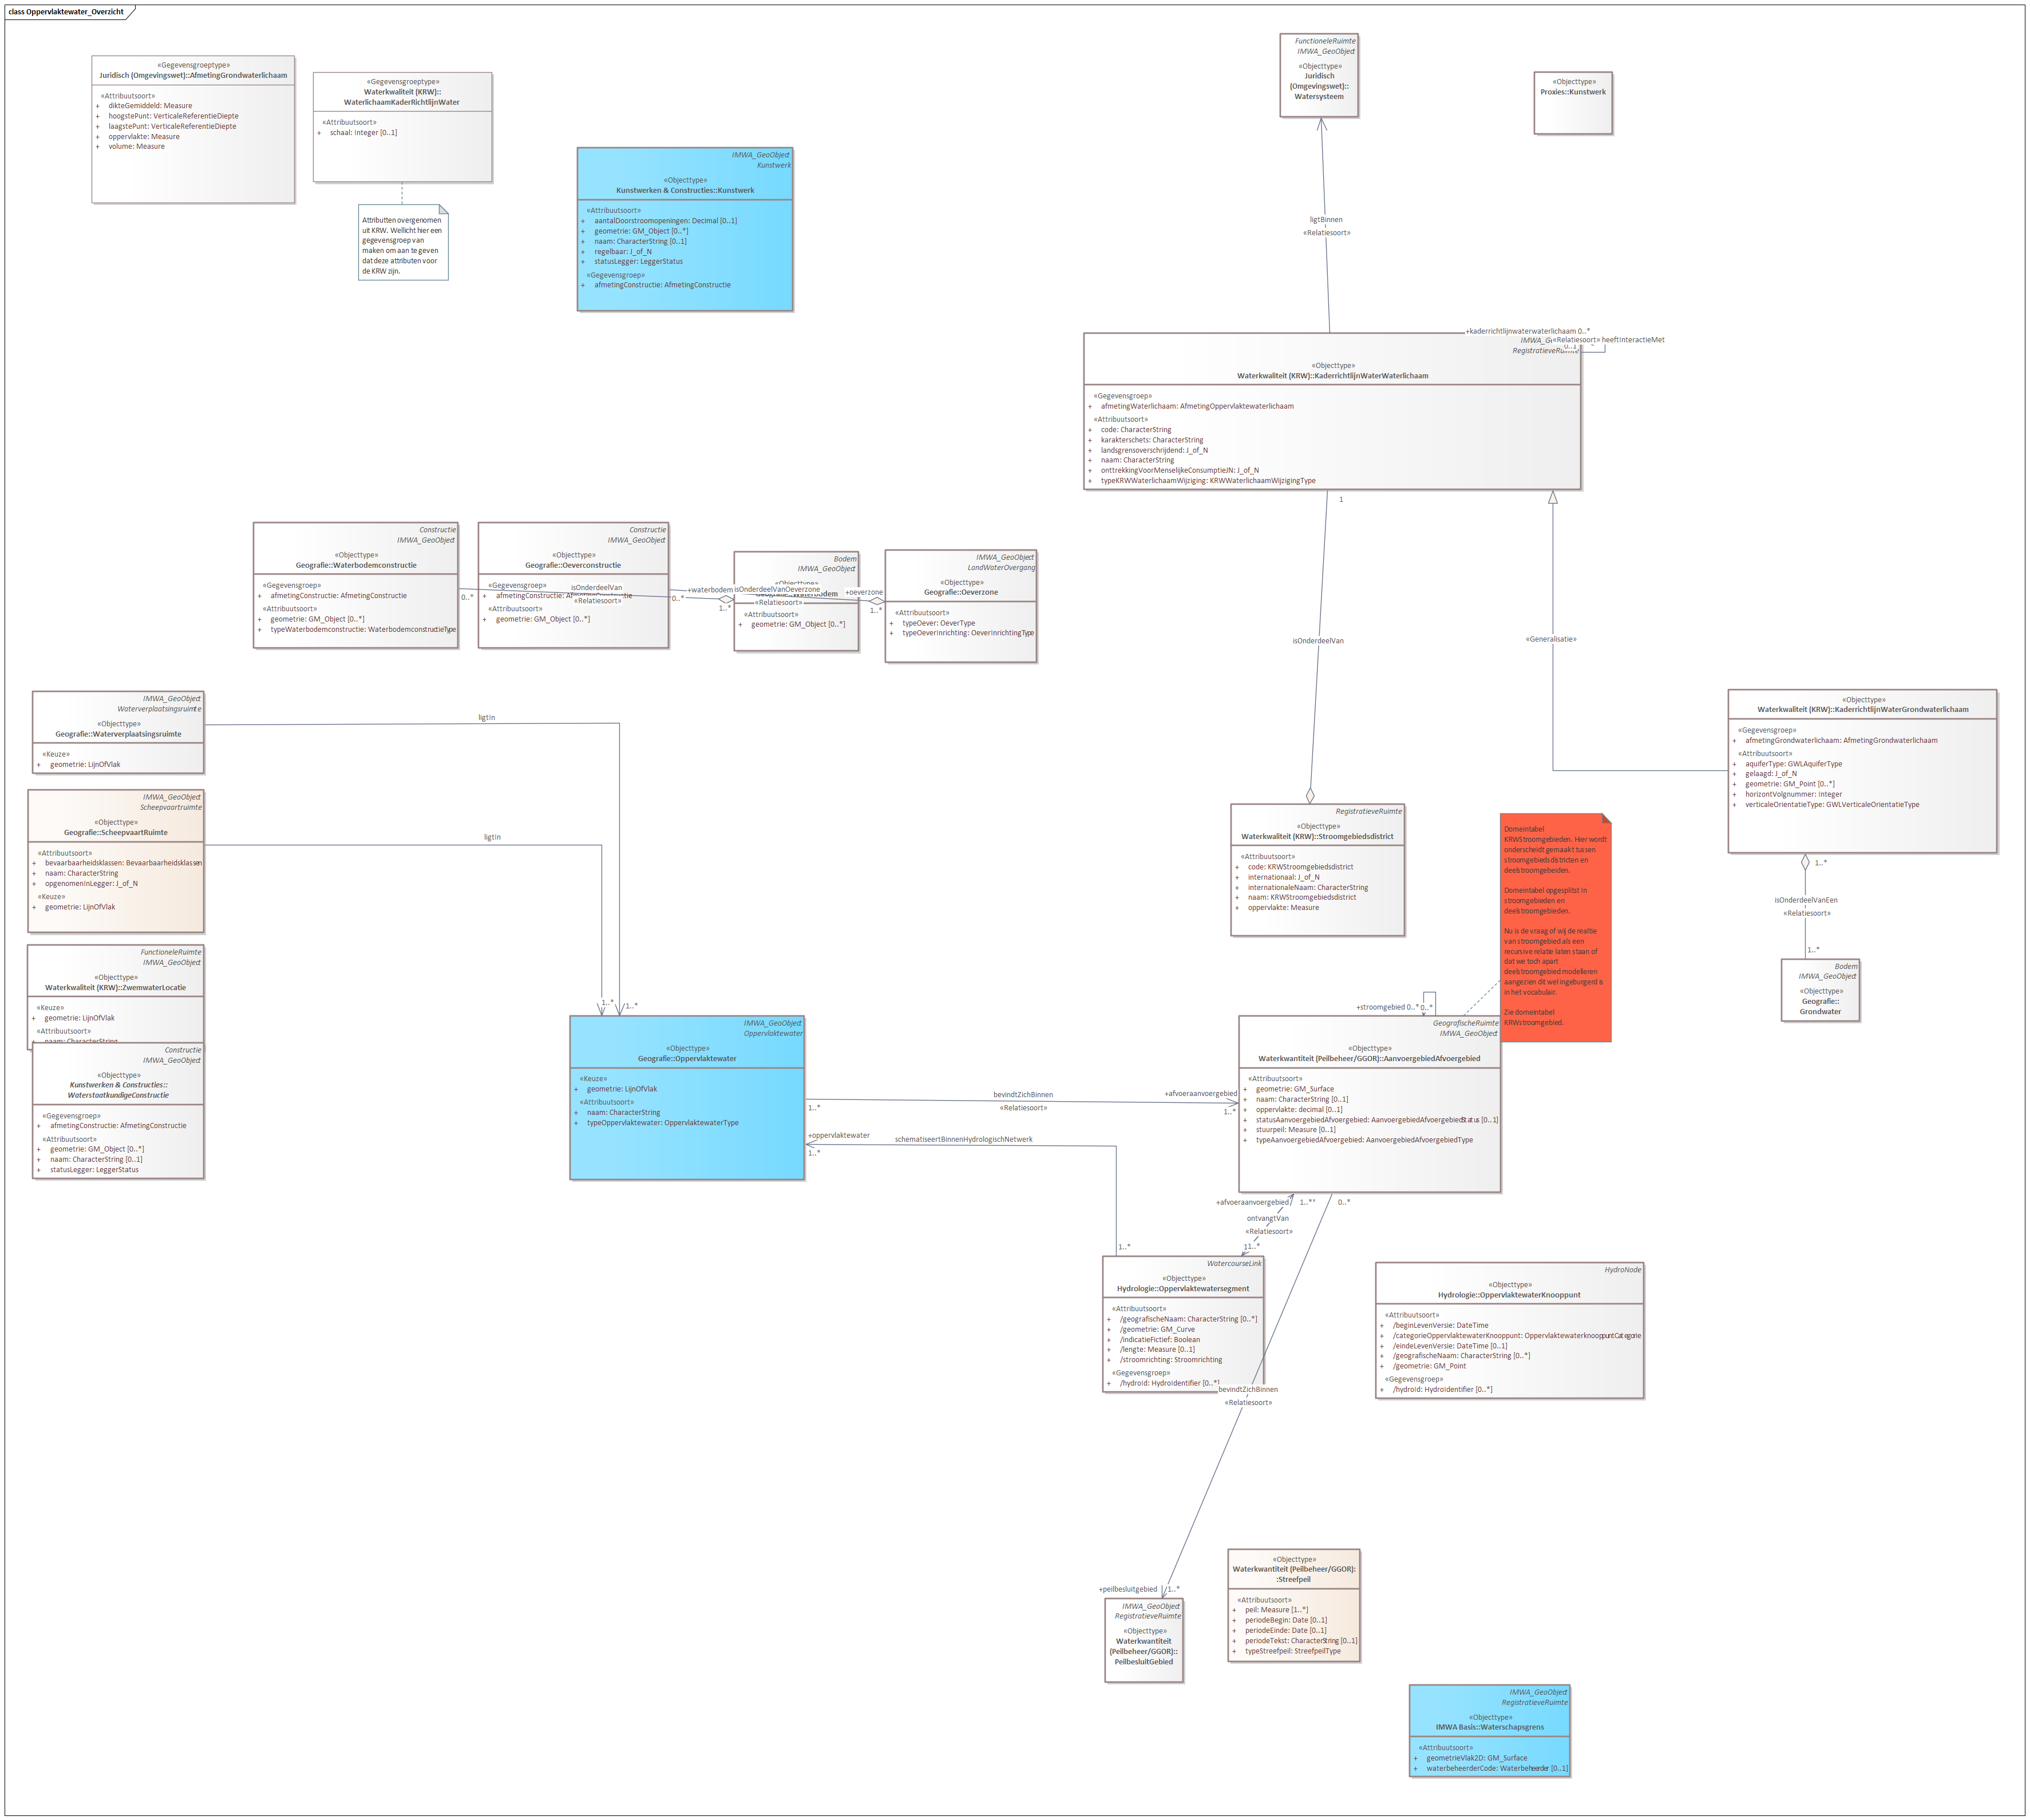 class Oppervlaktewater_Overzicht
«Gegevensgroeptype»
Juridisch (Omgevingswet)::AfmetingGrondwaterlichaam
«Attribuutsoort»
+ dikteGemiddeld: Measure
+ hoogstePunt: VerticaleReferentieDiepte
+ laagstePunt: VerticaleReferentieDiepte
+ oppervlakte: Measure
+ volume: Measure
«Gegevensgroeptype»
Waterkwaliteit (KRW)::
WaterlichaamKaderRichtlijnWater
«Attribuutsoort»
+ schaal: Integer [0..1]
Attributten overgenomen
uit KRW. Wellicht hier een
gegevensgroep van
maken om aan te geven
dat deze attributen voor
de KRW zijn.
IMWA_GeoObject
Kunstwerk
«Objecttype»
Kunstwerken & Constructies::Kunstwerk
«Attribuutsoort»
+ aantalDoorstroomopeningen: Decimal [0..1]
+ geometrie: GM_Object [0..*]
+ naam: CharacterString [0..1]
+ regelbaar: J_of_N
+ statusLegger: LeggerStatus
«Gegevensgroep»
+ afmetingConstructie: AfmetingConstructie
FunctioneleRuimte
IMWA_GeoObject
«Objecttype»
Juridisch
(Omgevingswet)::
Watersysteem
«Objecttype»
Proxies::Kunstwerk
ligtBinnen
«Relatiesoort»
+kaderrichtlijnwaterwaterlichaam 0..*
«Relatiesoort» heeftInteractieMet
0..1
RegistratieveRuimte
«Objecttype»
Waterkwaliteit (KRW)::KaderrichtlijnWaterWaterlichaam
«Gegevensgroep»
+ afmetingWaterlichaam: AfmetingOppervlaktewaterlichaam
«Attribuutsoort»
+ code: CharacterString
+ karakterschets: CharacterString
+ landsgrensoverschrijdend: J_of_N
+ naam: CharacterString
+ onttrekkingVoorMenselijkeConsumptieJN: J_of_N
+ typeKRWWaterlichaamWijziging: KRWWaterlichaamWijzigingType
1
isOnderdeelVan
«Generalisatie»
Constructie
IMWA_GeoObject
«Objecttype»
Geografie::Waterbodemconstructie
«Gegevensgroep»
+ afmetingConstructie: AfmetingConstructie
«Attribuutsoort»
+ geometrie: GM_Object [0..*]
+ typeWaterbodemconstructie: WaterbodemconstructieType
0..*
Constructie
IMWA_GeoObject
«Objecttype»
Geografie::Oeverconstructie
«Gegevensgroep»
+ afmetingConstructie: AfmetingConstructie
«Attribuutsoort»
+ geometrie: GM_Object [0..*]
isOnderdeelVan
«Relatiesoort»
0..*
+waterbodem
1..*
Bodem
IMWA_GeoObject
«Objecttype»
Geografie::Waterbodem
«Attribuutsoort»
+ geometrie: GM_Object [0..*]
isOnderdeelVanOeverzone
«Relatiesoort»
+oeverzone
1..*
IMWA_GeoObject
LandWaterOvergang
«Objecttype»
Geografie::Oeverzone
«Attribuutsoort»
+ typeOever: OeverType
+ typeOeverInrichting: OeverInrichtingType
IMWA_GeoObject
Waterverplaatsingsruimte
«Objecttype»
Geografie::Waterverplaatsingsruimte
«Keuze»
+ geometrie: LijnOfVlak
ligtIn
IMWA_GeoObject
Scheepvaartruimte
«Objecttype»
Geografie::ScheepvaartRuimte
«Attribuutsoort»
+ bevaarbaarheidsklassen: Bevaarbaarheidsklassen
+ naam: CharacterString
+ opgenomenInLegger: J_of_N
«Keuze»
+ geometrie: LijnOfVlak
ligtIn
FunctioneleRuimte
IMWA_GeoObject
«Objecttype»
Waterkwaliteit (KRW)::ZwemwaterLocatie
«Keuze»
+ geometrie: LijnOfVlak
«Attribuutsoort»
+ naam: CharacterString
Constructie
IMWA_GeoObject
«Objecttype»
Kunstwerken & Constructies::
WaterstaatkundigeConstructie
«Gegevensgroep»
+ afmetingConstructie: AfmetingConstructie
«Attribuutsoort»
+ geometrie: GM_Object [0..*]
+ naam: CharacterString [0..1]
+ statusLegger: LeggerStatus
1..*
1..*
IMWA_GeoObject
Oppervlaktewater
«Objecttype»
Geografie::Oppervlaktewater
«Keuze»
+ geometrie: LijnOfVlak
«Attribuutsoort»
+ naam: CharacterString
+ typeOppervlaktewater: OppervlaktewaterType
RegistratieveRuimte
«Objecttype»
Waterkwaliteit (KRW)::Stroomgebiedsdistrict
«Attribuutsoort»
+ code: KRWStroomgebiedsdistrict
+ internationaal: J_of_N
+ internationaleNaam: CharacterString
+ naam: KRWStroomgebiedsdistrict
+ oppervlakte: Measure
Domeintabel
KRWStroomgebieden. Hier wordt
onderscheidt gemaakt tussen
stroomgebiedsdistricten en
deelstroomgebeiden.
Domeintabel opgesplitst in
stroomgebieden en
deelstroomgebieden.
Nu is de vraag of wij de realtie
van stroomgebied als een
recursive relatie laten staan of
dat we toch apart
deelstroomgebied modelleren
aangezien dit wel ingeburgerd is
in het vocabulair.
Zie domeintabel
KRWstroomgebied.
«Objecttype»
Waterkwaliteit (KRW)::KaderrichtlijnWaterGrondwaterlichaam
«Gegevensgroep»
+ afmetingGrondwaterlichaam: AfmetingGrondwaterlichaam
«Attribuutsoort»
+ aquiferType: GWLAquiferType
+ gelaagd: J_of_N
+ geometrie: GM_Point [0..*]
+ horizontVolgnummer: Integer
+ verticaleOrientatieType: GWLVerticaleOrientatieType
1..*
isOnderdeelVanEen
«Relatiesoort»
1..*
Bodem
IMWA_GeoObject
«Objecttype»
Geografie::
Grondwater
+stroomgebied 0..*
0..*
GeografischeRuimte
IMWA_GeoObject
«Objecttype»
Waterkwantiteit (Peilbeheer/GGOR)::AanvoergebiedAfvoergebied
«Attribuutsoort»
+ geometrie: GM_Surface
+ naam: CharacterString [0..1]
+ oppervlakte: decimal [0..1]
+ statusAanvoergebiedAfvoergebied: AanvoergebiedAfvoergebiedStatus [0..1]
+ stuurpeil: Measure [0..1]
+ typeAanvoergebiedAfvoergebied: AanvoergebiedAfvoergebiedType
bevindtZichBinnen
«Relatiesoort»
1..*
+afvoeraanvoergebied
1..*
+oppervlaktewater
1..*
schematiseertBinnenHydrologischNetwerk
1..*
+afvoeraanvoergebied 1..*
0..*
ontvangtVan
«Relatiesoort»
1..*
WatercourseLink
«Objecttype»
Hydrologie::Oppervlaktewatersegment
«Attribuutsoort»
+ /geografischeNaam: CharacterString [0..*]
+ /geometrie: GM_Curve
+ /indicatieFictief: Boolean
+ /lengte: Measure [0..1]
+ /stroomrichting: Stroomrichting
«Gegevensgroep»
+ /hydroId: HydroIdentifier [0..*]
bevindtZichBinnen
«Relatiesoort»
HydroNode
«Objecttype»
Hydrologie::OppervlaktewaterKnooppunt
«Attribuutsoort»
+ /beginLevenVersie: DateTime
+ /categorieOppervlaktewaterKnooppunt: OppervlaktewaterknooppuntCategorie
+ /eindeLevenVersie: DateTime [0..1]
+ /geografischeNaam: CharacterString [0..*]
+ /geometrie: GM_Point
«Gegevensgroep»
+ /hydroId: HydroIdentifier [0..*]
+peilbesluitgebied
1..*
IMWA_GeoObject
RegistratieveRuimte
«Objecttype»
Waterkwantiteit
(Peilbeheer/GGOR)::
PeilbesluitGebied
«Objecttype»
Waterkwantiteit (Peilbeheer/GGOR):
:Streefpeil
«Attribuutsoort»
+ peil: Measure [1..*]
+ periodeBegin: Date [0..1]
+ periodeEinde: Date [0..1]
+ periodeTekst: CharacterString [0..1]
+ typeStreefpeil: StreefpeilType
IMWA_GeoObject
RegistratieveRuimte
«Objecttype»
IMWA Basis::Waterschapsgrens
«Attribuutsoort»
+ geometrieVlak2D: GM_Surface
+ waterbeheerderCode: Waterbeheerder [0..1]